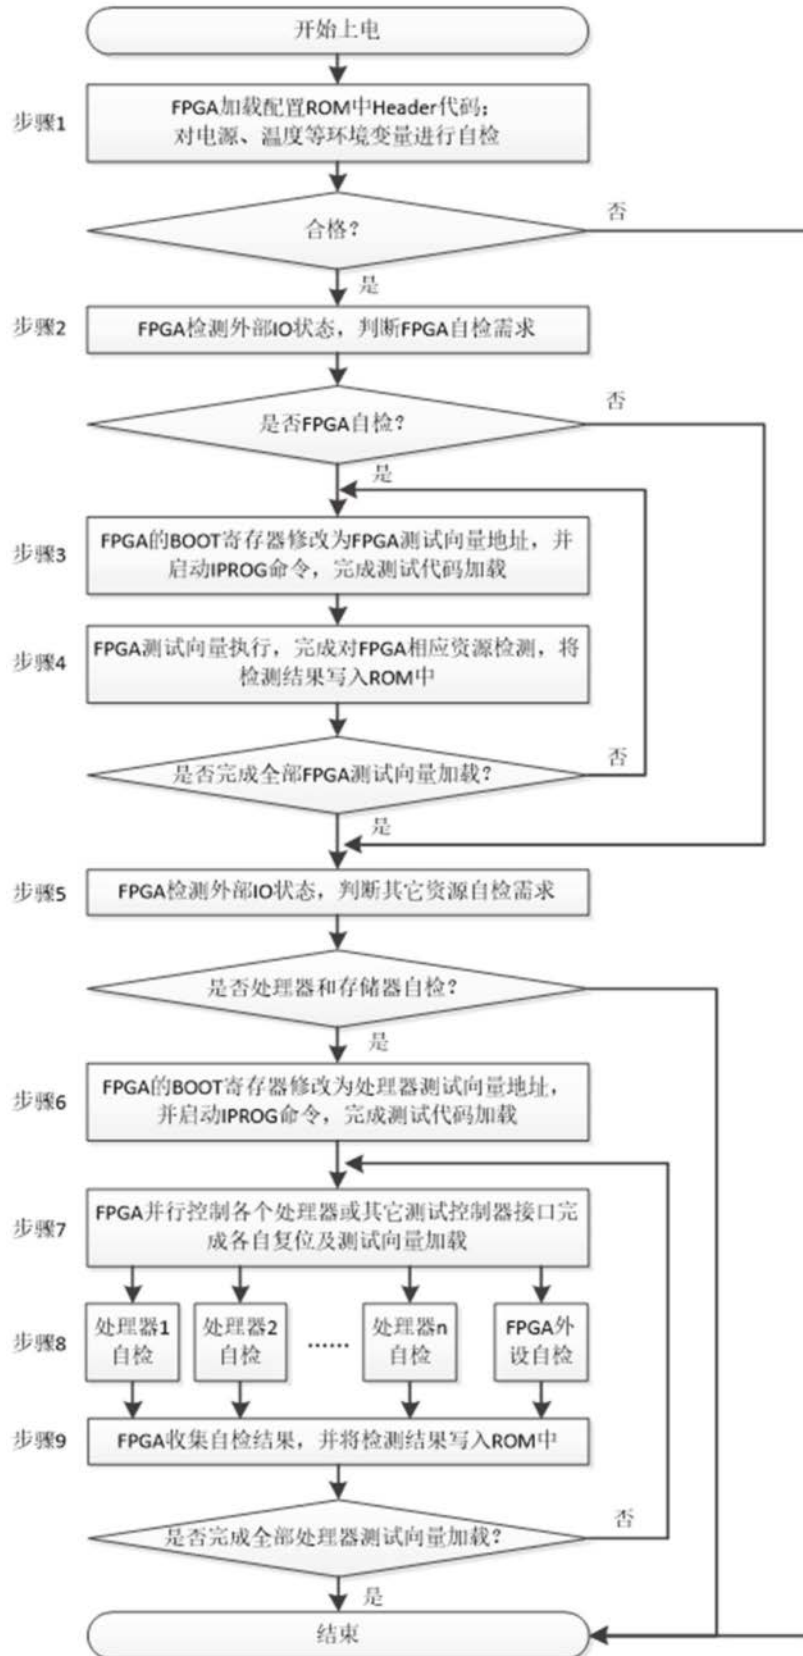 开始上电
步骤1
FPGA加载配置ROM中Header代码；
对电源、温度等环境变量进行自检
合格？
否
是
步骤2
FPGA检测外部IO状态，判断FPGA自检需求
是否FPGA自检？
否
是
步骤3
FPGA的BOOT寄存器修改为FPGA测试向量地址，并
启动IPROG命令，完成测试代码加载
步骤4
FPGA测试向量执行，完成对FPGA相应资源检测，将
检测结果写入ROM中
是否完成全部FPGA测试向量加载？
否
是
步骤5
FPGA检测外部IO状态，判断其它资源自检需求
是否处理器和存储器自检？
是
步骤6
FPGA的BOOT寄存器修改为处理器测试向量地址，
并启动IPROG命令，完成测试代码加载
步骤7
FPGA并行控制各个处理器或其它测试控制器接口完
成各自复位及测试向量加载
步骤8
处理器1
自检
处理器2
自检
……
处理器n
自检
FPGA外
设自检
步骤9
FPGA收集自检结果，并将检测结果写入ROM中
是否完成全部处理器测试向量加载？
否
是
结束